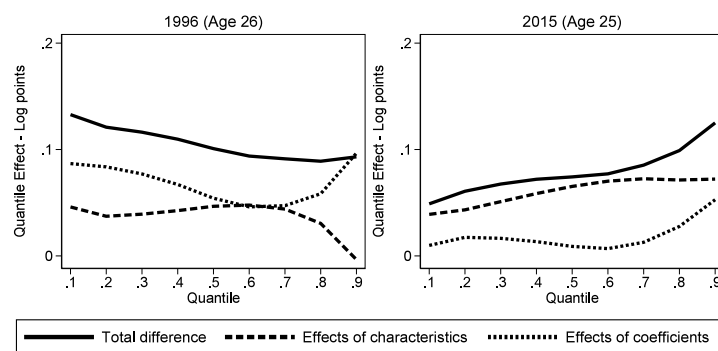 1996 (Age 26)
Quantile Effect - Log points
.2
.1
0
.1 .2 .3 .4 .5 .6 .7 .8 .9
Quantile
2015 (Age 25)
Quantile Effect - Log points
.2
.1
0
.1 .2 .3 .4 .5 .6 .7 .8 .9
Quantile
Total difference Effects of characteristics Effects of coefficients